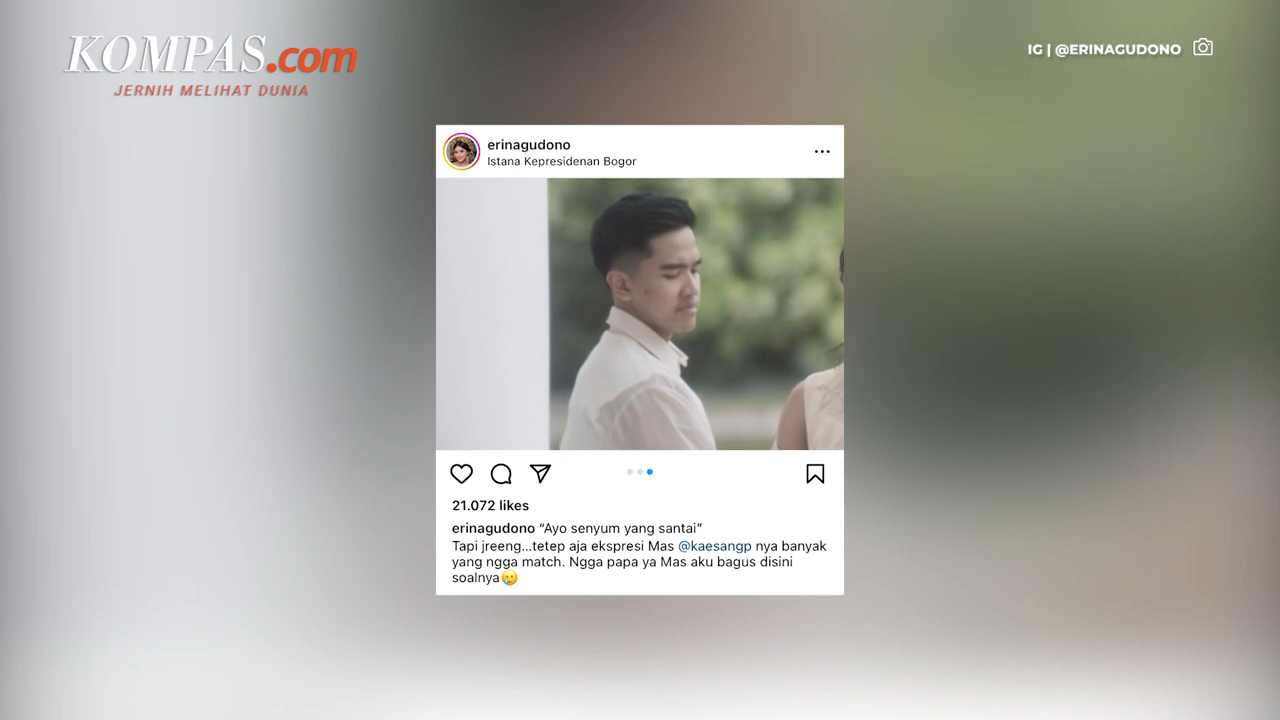 KOMPAS.com
JERNIH MELIHAT DUNIA
IG | @ERINAGUDONO
erinagudono
Istana Kepresidenan Bogor
21.072 likes
erinagudono “Ayo senyum yang santai”
Tapi jreeng...tetep aja ekspresi Mas @kaesangp nya banyak
yang ngga match. Ngga papa ya Mas aku bagus disini
soalnya🥲